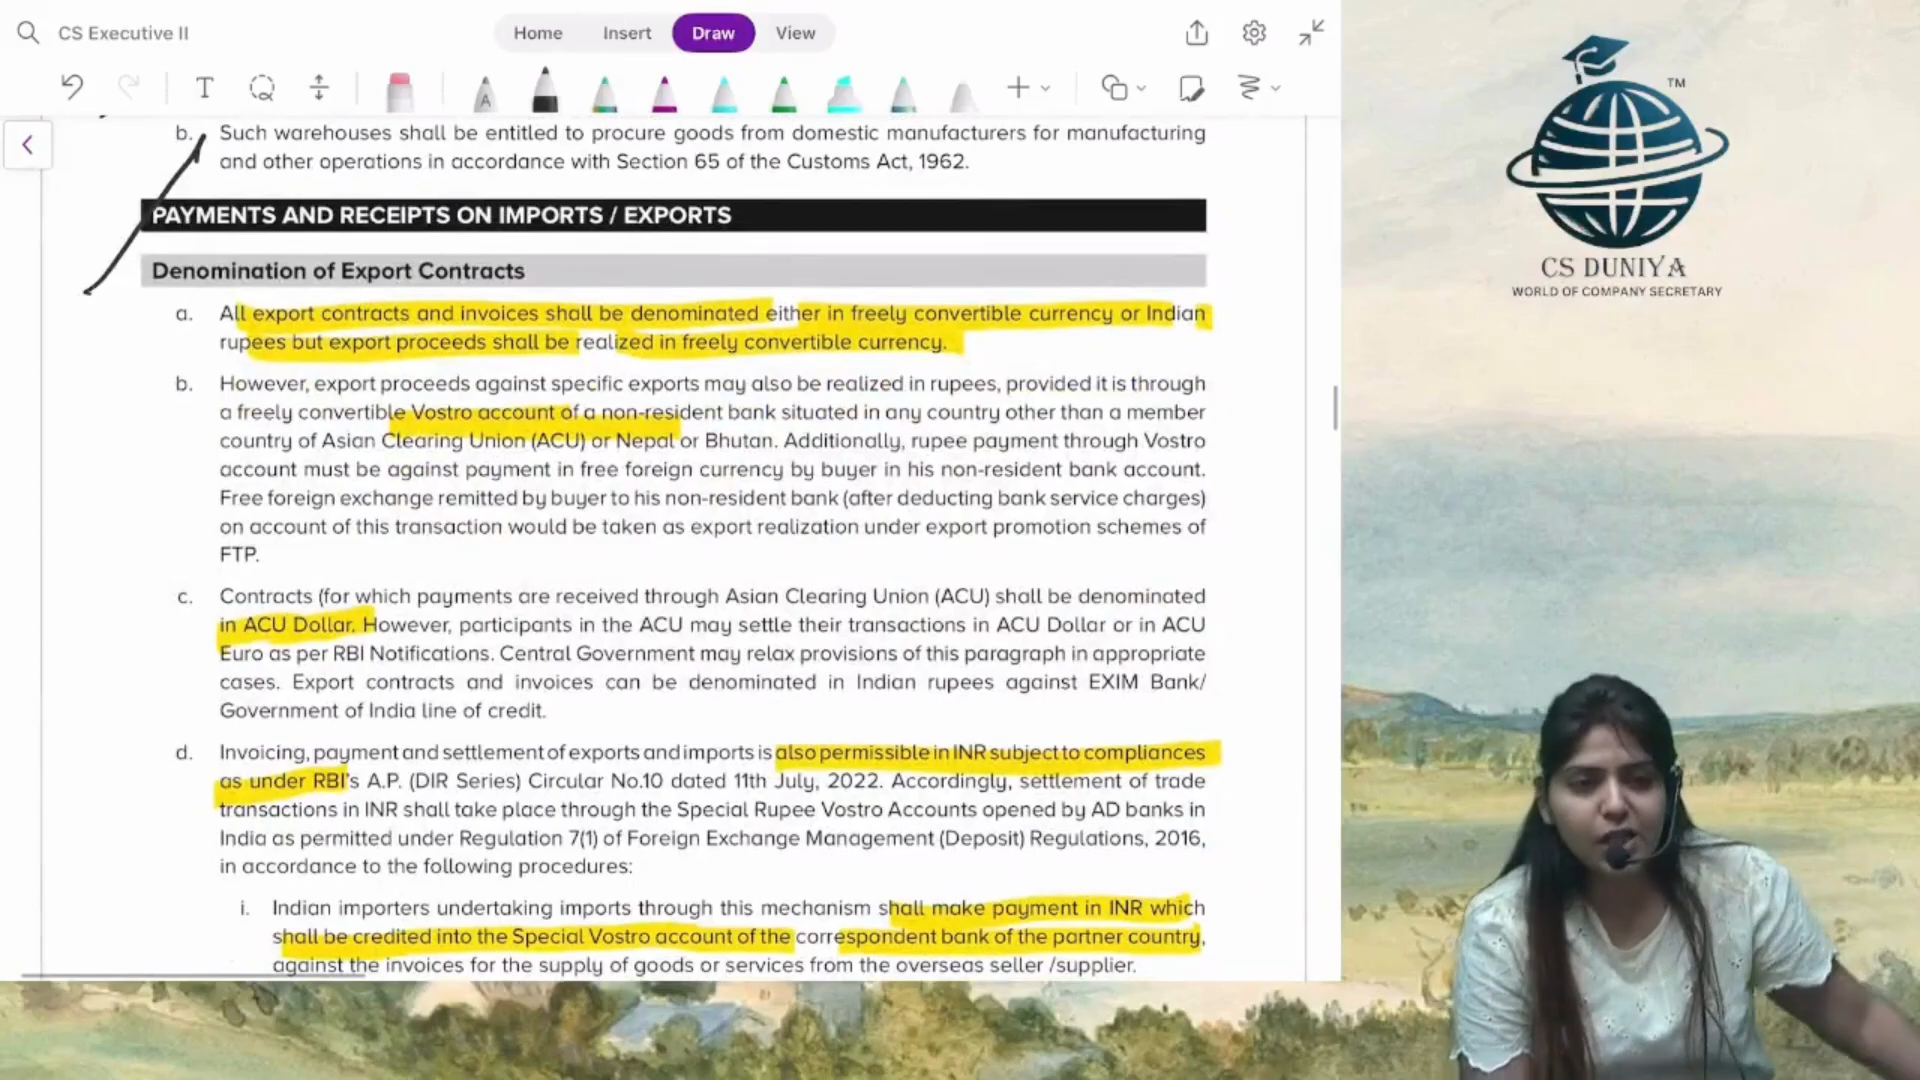 CS Executive II
Home Insert Draw View
T
A
b. Such warehouses shall be entitled to procure goods from domestic manufacturers for manufacturing
and other operations in accordance with Section 65 of the Customs Act, 1962.
PAYMENTS AND RECEIPTS ON IMPORTS / EXPORTS
Denomination of Export Contracts
a. All export contracts and invoices shall be denominated either in freely convertible currency or Indian
rupees but export proceeds shall be realized in freely convertible currency.
b. However, export proceeds against specific exports may also be realized in rupees, provided it is through
a freely convertible Vostro account of a non-resident bank situated in any country other than a member
country of Asian Clearing Union (ACU) or Nepal or Bhutan. Additionally, rupee payment through Vostro
account must be against payment in free foreign currency by buyer in his non-resident bank account.
Free foreign exchange remitted by buyer to his non-resident bank (after deducting bank service charges)
on account of this transaction would be taken as export realization under export promotion schemes of
FTP.
c. Contracts (for which payments are received through Asian Clearing Union (ACU) shall be denominated
in ACU Dollar. However, participants in the ACU may settle their transactions in ACU Dollar or in ACU
Euro as per RBI Notifications. Central Government may relax provisions of this paragraph in appropriate
cases. Export contracts and invoices can be denominated in Indian rupees against EXIM Bank/
Government of India line of credit.
d. Invoicing, payment and settlement of exports and imports is also permissible in INR subject to compliances
as under RBI's A.P. (DIR Series) Circular No.10 dated 11th July, 2022. Accordingly, settlement of trade
transactions in INR shall take place through the Special Rupee Vostro Accounts opened by AD banks in
India as permitted under Regulation 7(1) of Foreign Exchange Management (Deposit) Regulations, 2016,
in accordance to the following procedures:
i. Indian importers undertaking imports through this mechanism shall make payment in INR which
shall be credited into the Special Vostro account of the correspondent bank of the partner country,
against the invoices for the supply of goods or services from the overseas seller /supplier.
TM
CS DUNIYA
WORLD OF COMPANY SECRETARY